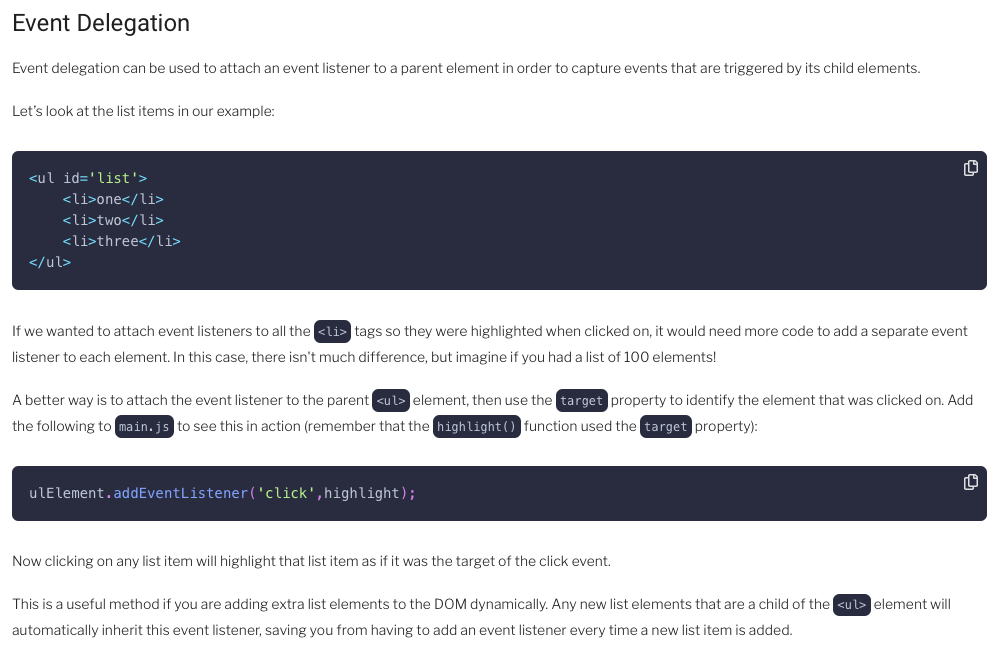 Event Delegation
Event delegation can be used to attach an event listener to a parent element in order to capture events that are triggered by its child elements.
Let’s look at the list items in our example:
<ul id='list'>
    <li>one</li>
    <li>two</li>
    <li>three</li>
</ul>
If we wanted to attach event listeners to all the <li> tags so they were highlighted when clicked on, it would need more code to add a separate event
listener to each element. In this case, there isn't much difference, but imagine if you had a list of 100 elements!
A better way is to attach the event listener to the parent <ul> element, then use the target property to identify the element that was clicked on. Add
the following to main.js to see this in action (remember that the highlight() function used the target property):
ulElement.addEventListener('click',highlight);
Now clicking on any list item will highlight that list item as if it was the target of the click event.
This is a useful method if you are adding extra list elements to the DOM dynamically. Any new list elements that are a child of the <ul> element will
automatically inherit this event listener, saving you from having to add an event listener every time a new list item is added.